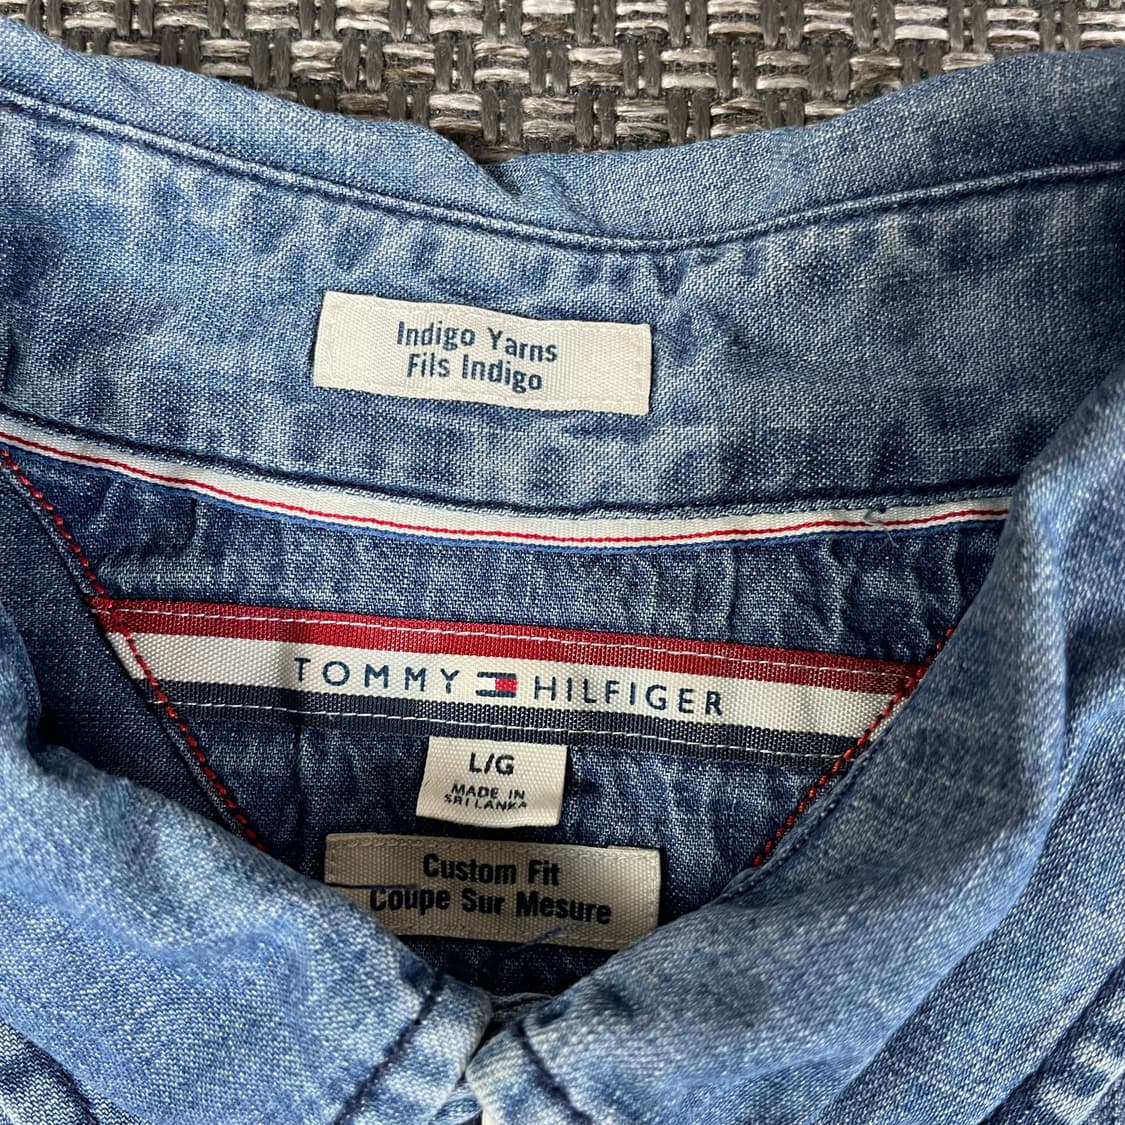 Indigo Yarns
Fils Indigo
TOMMY HILFIGER
L/G
MADE IN
SRI LANKA
Custom Fit
Coupe Sur Mesure